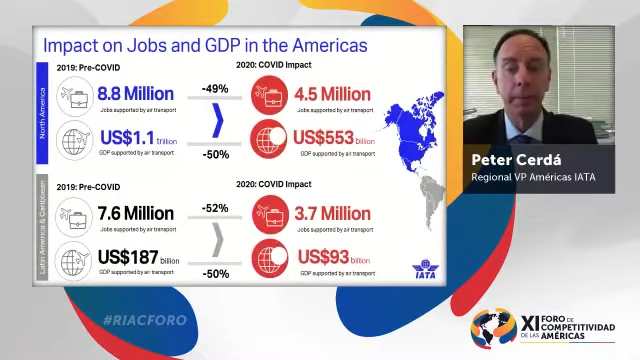 Impact on Jobs and GDP in the Americas
North America
2019: Pre-COVID
2020: COVID Impact
8.8 Million
Jobs supported by air transport
-49%
4.5 Million
Jobs supported by air transport
US$1.1 trillion
GDP supported by air transport
-50%
US$553 billion
GDP supported by air transport
Latin America & Caribbean
2019: Pre-COVID
2020: COVID Impact
7.6 Million
Jobs supported by air transport
-52%
3.7 Million
Jobs supported by air transport
US$187 billion
GDP supported by air transport
-50%
US$93 billion
GDP supported by air transport
IATA
Peter Cerdá
Regional VP Américas IATA
#RIACFORO
XI FORO DE
COMPETITIVIDAD
DE LAS AMÉRICAS